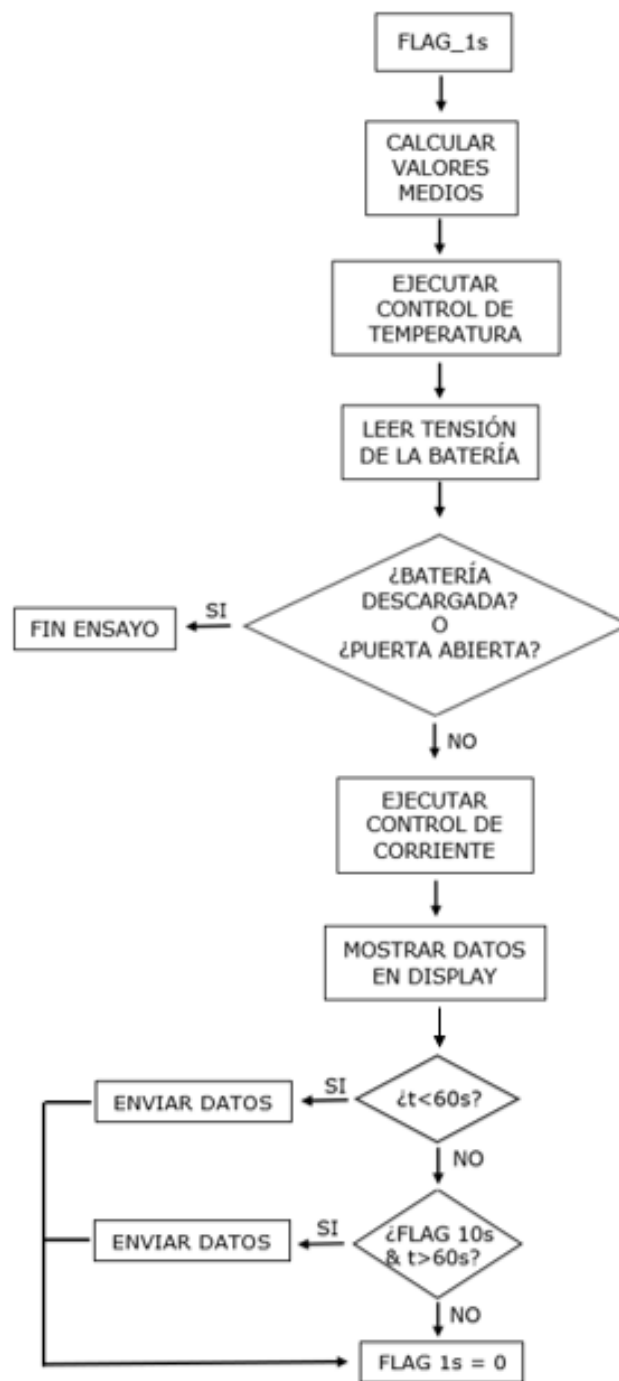 FLAG_1s
CALCULAR
VALORES
MEDIOS
EJECUTAR
CONTROL DE
TEMPERATURA
LEER TENSIÓN
DE LA BATERÍA
¿BATERÍA
DESCARGADA?
O
¿PUERTA ABIERTA?
SI
FIN ENSAYO
NO
EJECUTAR
CONTROL DE
CORRIENTE
MOSTRAR DATOS
EN DISPLAY
¿t<60s?
SI
ENVIAR DATOS
NO
¿FLAG 10s
& t>60s?
SI
ENVIAR DATOS
NO
FLAG 1s = 0